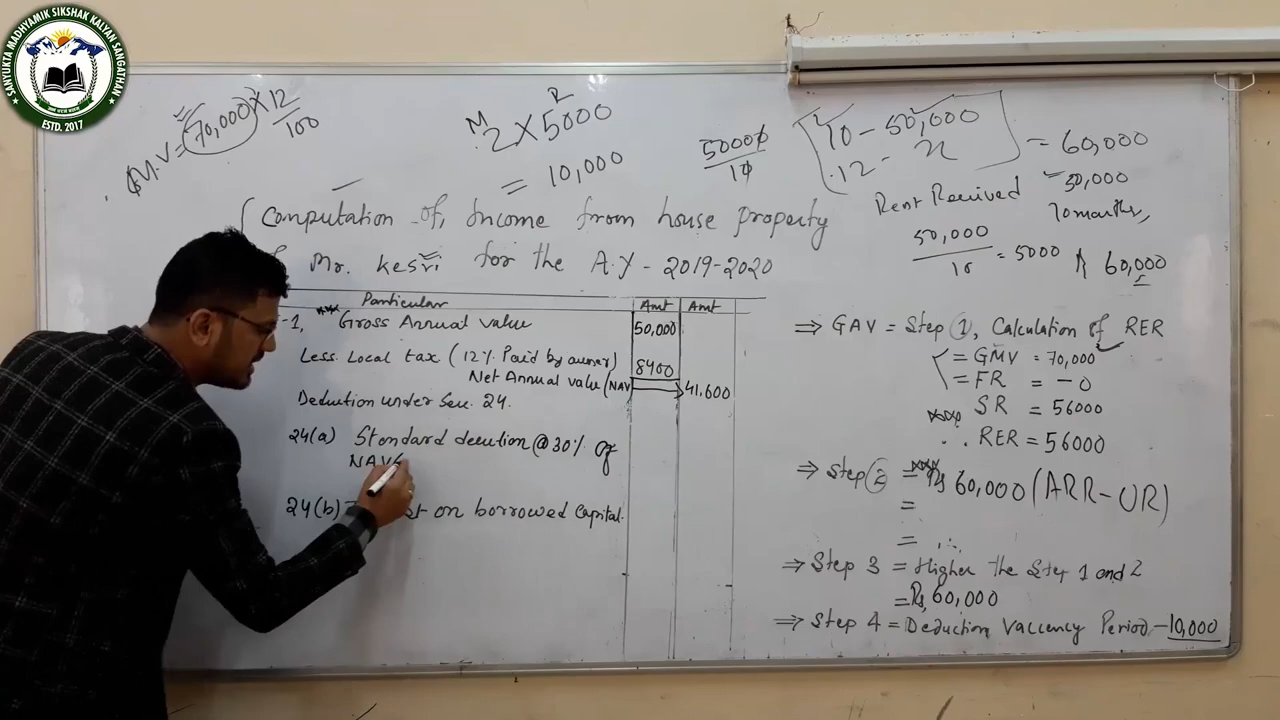 SANYUKTA MADHYAMIK SIKSHAK KALYAN SANGATHAN
ESTD. 2017
M.V = 70,000 × 12/100
M 2 × 5000 R
= 10,000
50000/10
10 - 50,000
12 - x
= 60,000
Rent Received 50,000
10 months,
50,000/10 = 5000
60,000
Computation of Income from house property
Mr. Kesri for the A.Y - 2019-2020
Particular Amt Amt
-1, Gross Annual value 50,000
Less. Local tax (12% Paid by owner) 8400
Net Annual value (NAV 41.600
Deduction under Sec. 24.
24(a) Standard decution @ 30% of
NAV(
24(b) on borrowed Capital.
⇒ GAV = Step 1, Calculation of RER
= GMV = 70,000
= FR = - 0
SR = 56000
∴ RER = 56000
⇒ Step 2 = Rs 60,000 (ARR-UR)
=
= ∴
⇒ Step 3 = Higher the Step 1 and 2
= Rs, 60,000
⇒ Step 4 = Deduction Vaccency Period - 10,000